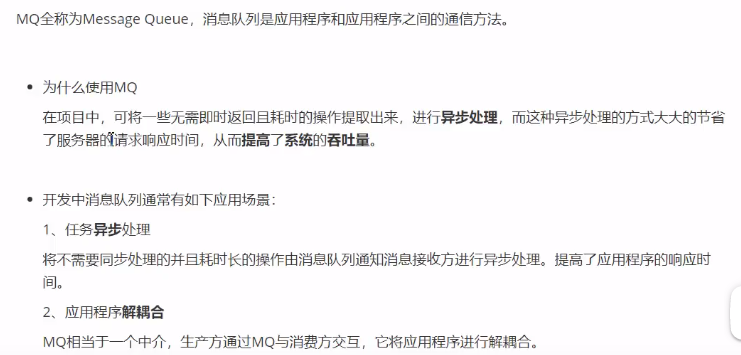 MQ全称为Message Queue，消息队列是应用程序和应用程序之间的通信方法。
为什么使用MQ
在项目中，可将一些无需即时返回且耗时的操作提取出来，进行异步处理，而这种异步处理的方式大大的节省
了服务器的请求响应时间，从而提高了系统的吞吐量。
开发中消息队列通常有如下应用场景：
1、任务异步处理
将不需要同步处理的并且耗时长的操作由消息队列通知消息接收方进行异步处理。提高了应用程序的响应时
间。
2、应用程序解耦合
MQ相当于一个中介，生产方通过MQ与消费方交互，它将应用程序进行解耦合。